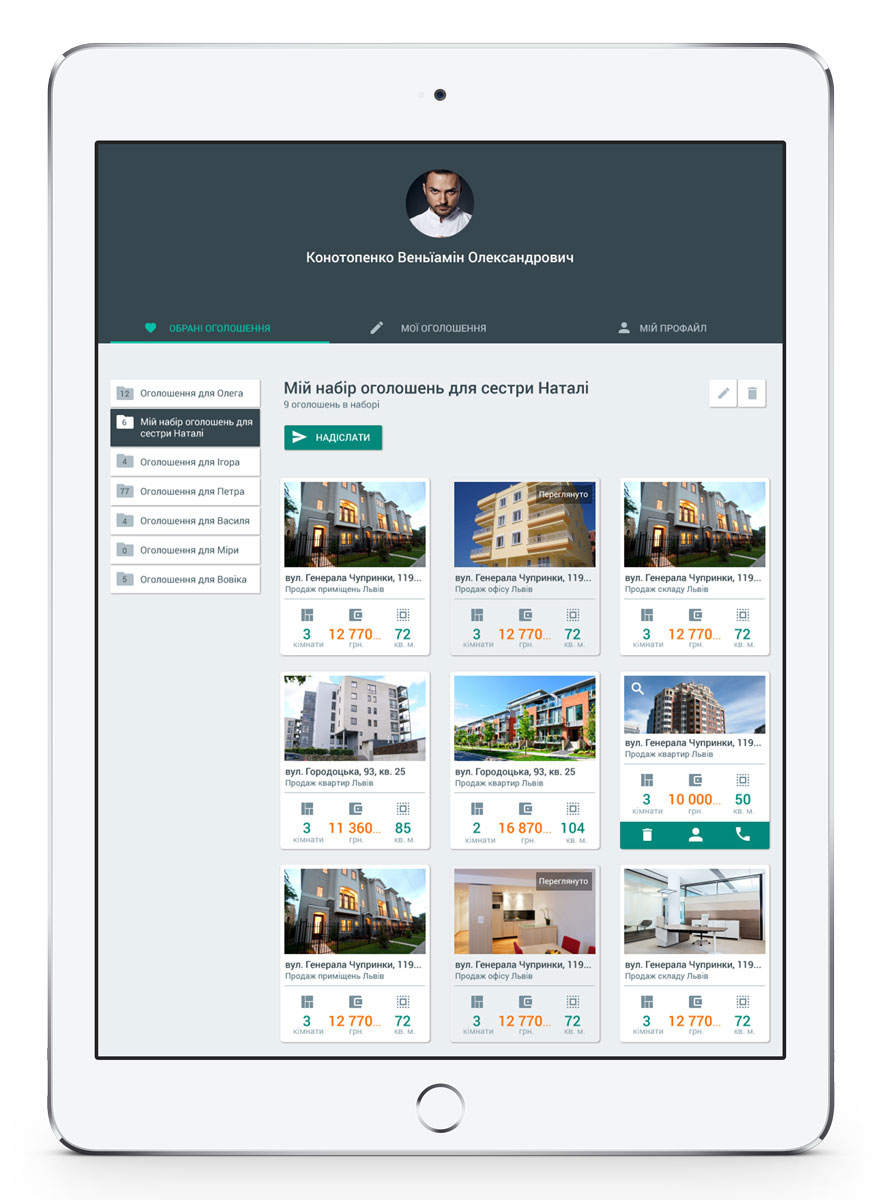 Конотопенко Веньїамін Олександрович
ОБРАНІ ОГОЛОШЕННЯ
МОЇ ОГОЛОШЕННЯ
МІЙ ПРОФАЙЛ
12 Оголошення для Олега
6 Мій набір оголошень для
сестри Наталі
4 Оголошення для Ігора
77 Оголошення для Петра
4 Оголошення для Василя
0 Оголошення для Міри
5 Оголошення для Вовіка
Мій набір оголошень для сестри Наталі
9 оголошень в наборі
НАДІСЛАТИ
вул. Генерала Чупринки, 119...
Продаж приміщень Львів
3 12 770... 72
кімнати грн. кв. м.
Переглянуто
вул. Генерала Чупринки, 119...
Продаж офісу Львів
3 12 770... 72
кімнати грн. кв. м.
вул. Генерала Чупринки, 119...
Продаж складу Львів
3 12 770... 72
кімнати грн. кв. м.
вул. Городоцька, 93, кв. 25
Продаж квартир Львів
3 11 360... 85
кімнати грн. кв. м.
вул. Городоцька, 93, кв. 25
Продаж квартир Львів
2 16 870... 104
кімнати грн. кв. м.
вул. Генерала Чупринки, 119...
Продаж квартир Львів
3 10 000... 50
кімнати грн. кв. м.
вул. Генерала Чупринки, 119...
Продаж приміщень Львів
3 12 770... 72
кімнати грн. кв. м.
Переглянуто
вул. Генерала Чупринки, 119...
Продаж офісу Львів
3 12 770... 72
кімнати грн. кв. м.
вул. Генерала Чупринки, 119...
Продаж складу Львів
3 12 770... 72
кімнати грн. кв. м.